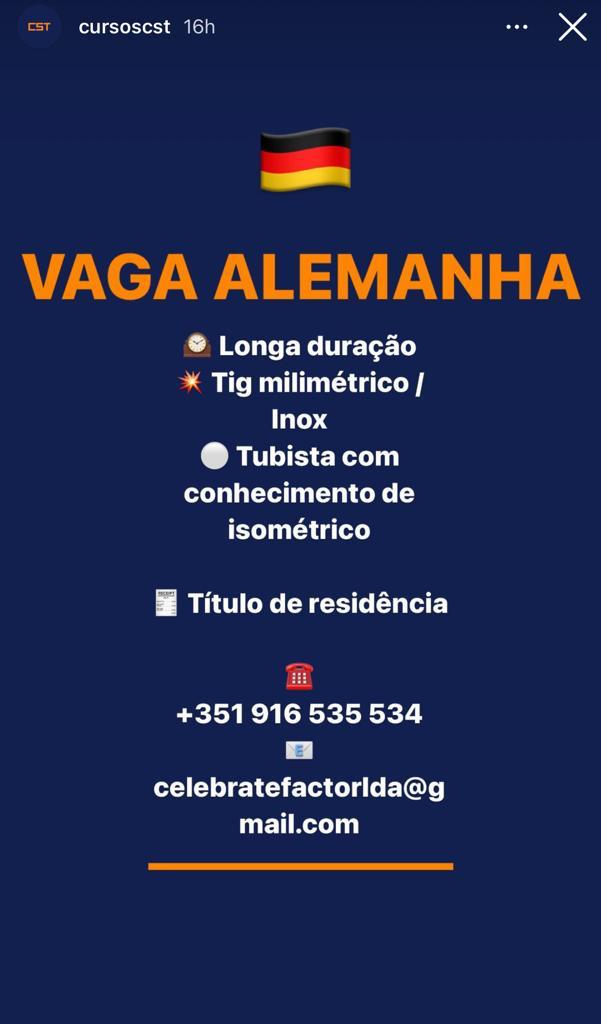 CST cursoscst 16h
VAGA ALEMANHA
Longa duração
Tig milimétrico /
Inox
Tubista com
conhecimento de
isométrico
RECEIPT Título de residência
+351 916 535 534
E
celebratefactorlda@g
mail.com